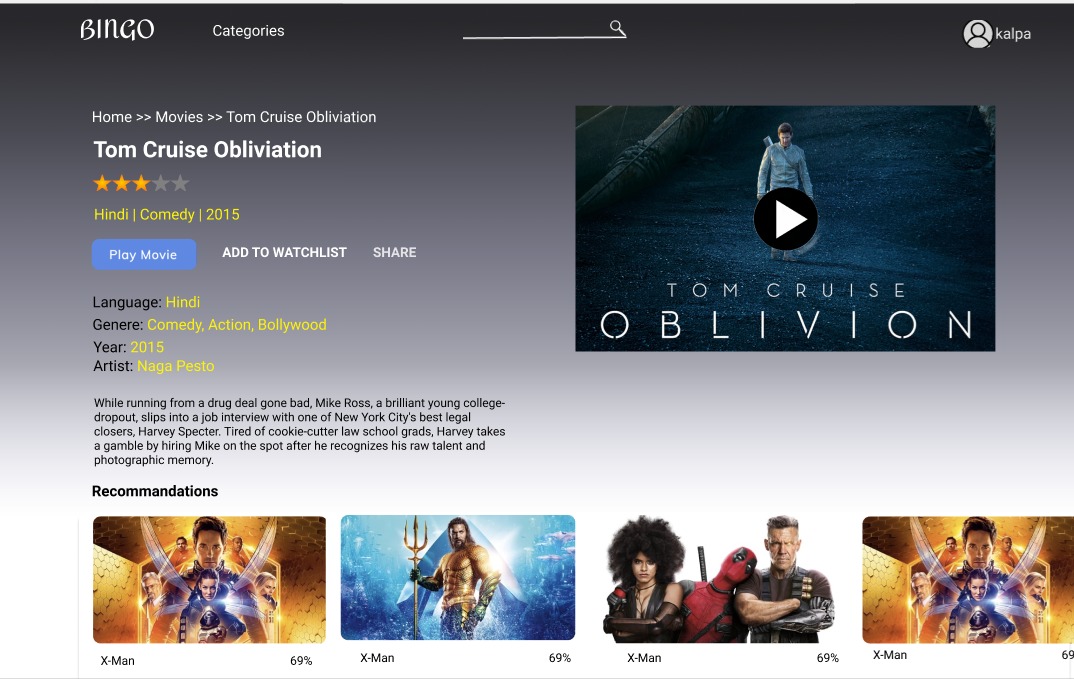 BINGO
Categories
kalpa
Home >> Movies >> Tom Cruise Obliviation
Tom Cruise Obliviation
Hindi | Comedy | 2015
Play Movie
ADD TO WATCHLIST
SHARE
Language: Hindi
Genere: Comedy, Action, Bollywood
Year: 2015
Artist: Naga Pesto
TOM CRUISE
OBLIVION
While running from a drug deal gone bad, Mike Ross, a brilliant young college-
dropout, slips into a job interview with one of New York City's best legal
closers, Harvey Specter. Tired of cookie-cutter law school grads, Harvey takes
a gamble by hiring Mike on the spot after he recognizes his raw talent and
photographic memory.
Recommandations
X-Man 69%
X-Man 69%
X-Man 69%
X-Man 69